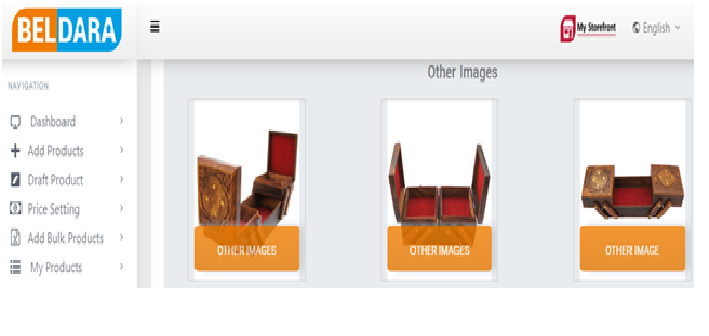 BELDARA
My Storefront
English
NAVIGATION
Dashboard
Add Products
Draft Product
Price Setting
Add Bulk Products
My Products
Other Images
OTHER IMAGES
OTHER IMAGES
OTHER IMAGE